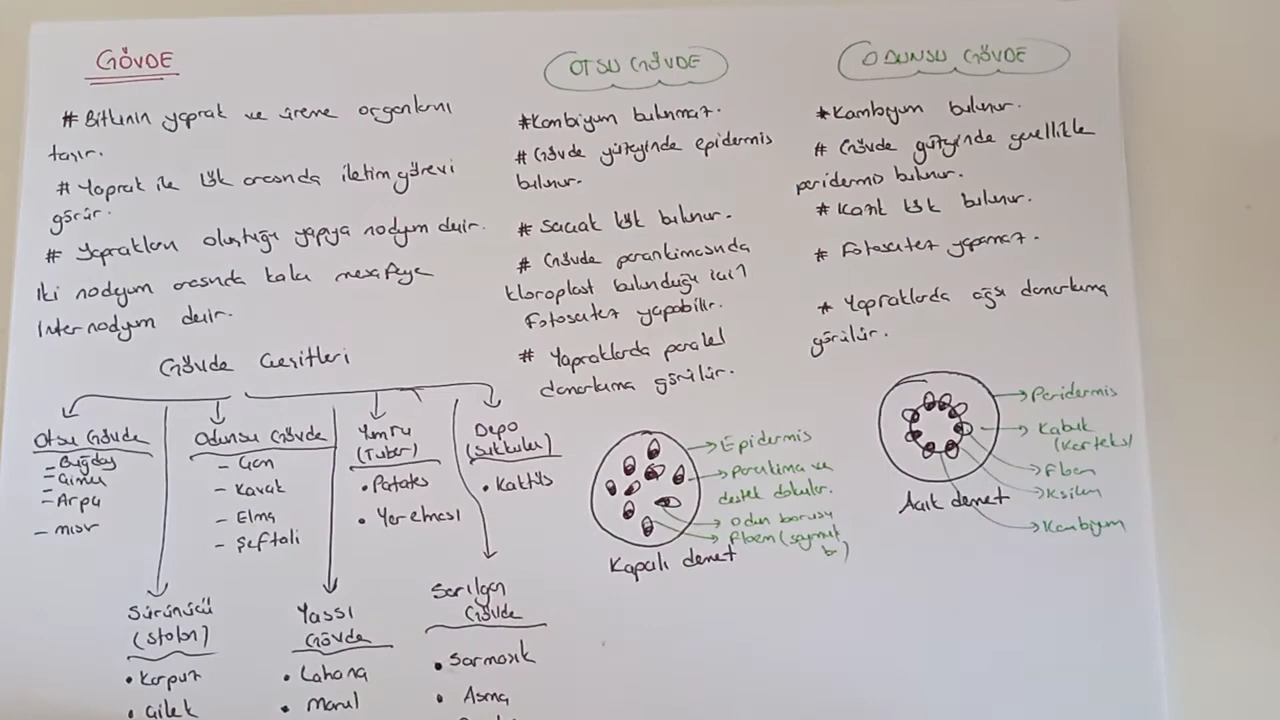 GÖVDE
# Bitkinin yaprak ve üreme organlarını
taşır.
# Yaprak ile kök arasında iletim görevi
görür.
# Yaprakların oluştuğu yapıya nodyum denir.
İki nodyum arasında kalan mesafeye
internodyum denir.
Gövde Çeşitleri
Otsu Gövde
- Buğday
- Çimen
- Arpa
- mısır
Odunsu Gövde
- Çam
- Kavak
- Elma
- Şeftali
Yumru
(Tuber)
• Patates
• Yer elması
Depo
(Sukkulent)
• Kaktüs
Sürünücü
(Stolon)
• Karpuz
• Çilek
Yassı
Gövde
• Lahana
• Marul
Sarılgan
Gövde
• Sarmaşık
• Asma
OTSU GÖVDE
* Kambiyum bulunmaz.
# Gövde yüzeyinde epidermis
bulunur.
# Saçak kök bulunur.
# Gövde parankimasında
kloroplast bulunduğu için
Fotosentez yapabilir.
# Yapraklarda paralel
damarlanma görülür.
Epidermis
parankima ve
destek dokular.
odun borusu
floem (soymuk
b)
Kapalı demet
ODUNSU GÖVDE
* Kambiyum bulunur.
# Gövde yüzeyinde genellikle
peridermis bulunur.
# Kazık kök bulunur.
# Fotosentez yapamaz.
* Yapraklarda ağsı damarlanma
görülür.
Peridermis
Kabuk
(Korteks)
Floem
Ksilem
Kambiyum
Açık demet